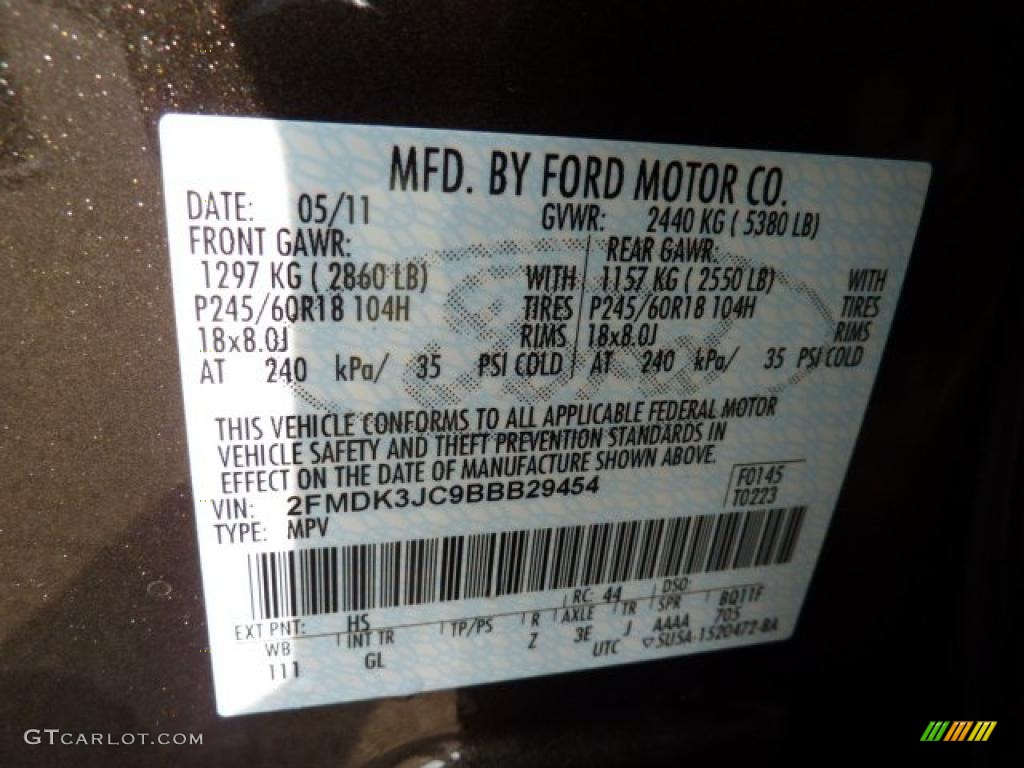 MFD. BY FORD MOTOR CO.
DATE: 05/11 GVWR: 2440 KG ( 5380 LB)
FRONT GAWR: REAR GAWR:
1297 KG ( 2860 LB) WITH 1157 KG ( 2550 LB) WITH
P245/60R18 104H TIRES P245/60R18 104H TIRES
18x8.0J RIMS 18x8.0J RIMS
AT 240 kPa/ 35 PSI COLD AT 240 kPa/ 35 PSI COLD
THIS VEHICLE CONFORMS TO ALL APPLICABLE FEDERAL MOTOR
VEHICLE SAFETY AND THEFT PREVENTION STANDARDS IN
EFFECT ON THE DATE OF MANUFACTURE SHOWN ABOVE.
VIN: 2FMDK3JC9BBB29454 F0145
TYPE: MPV T0223
EXT PNT: HS RC: 44 DSO:
WB INT TR TP/PS R AXLE TR SPR BQ11F
111 GL Z 3E J AAAA 705
UTC SUSA-1520472-BA
GTCARLOT.COM